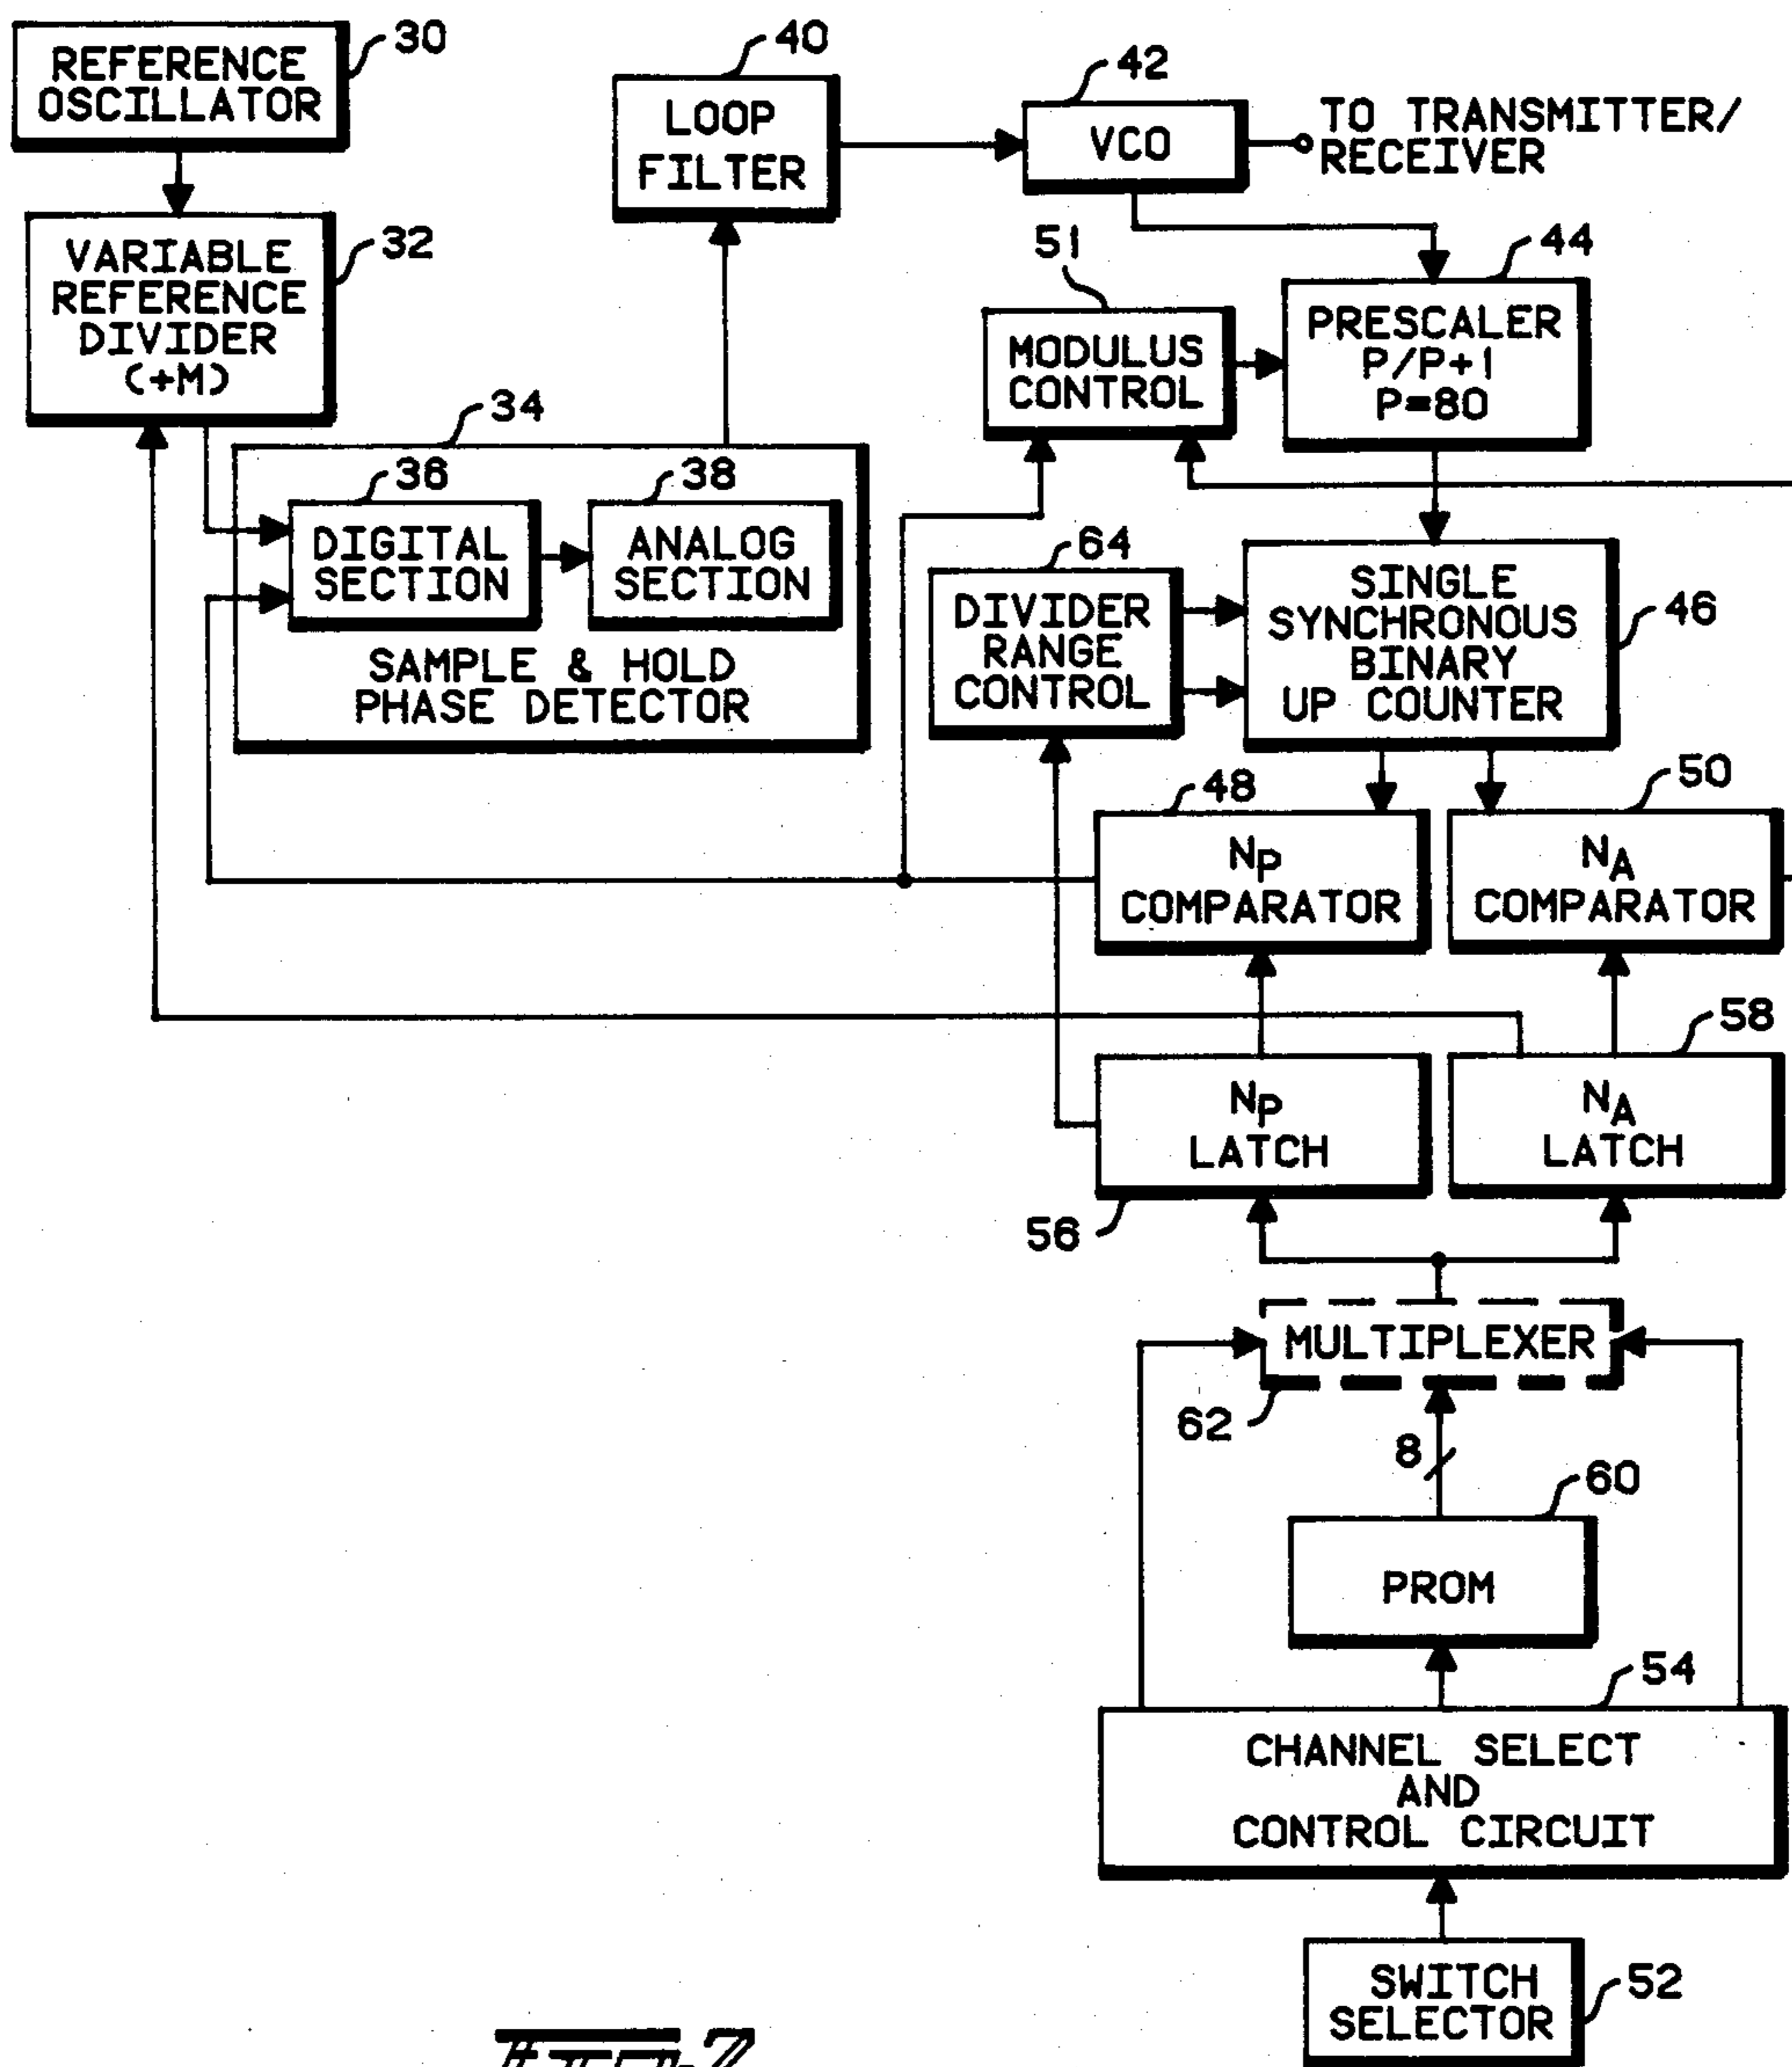 REFERENCE
OSCILLATOR
30
40
LOOP
FILTER
42
VCO
TO TRANSMITTER/
RECEIVER
VARIABLE
REFERENCE
DIVIDER
(+M)
32
51
MODULUS
CONTROL
44
PRESCALER
P/P+1
P=80
34
36
DIGITAL
SECTION
38
ANALOG
SECTION
SAMPLE & HOLD
PHASE DETECTOR
64
DIVIDER
RANGE
CONTROL
SINGLE
SYNCHRONOUS
BINARY
UP COUNTER
46
48
NP
COMPARATOR
50
NA
COMPARATOR
NP
LATCH
56
58
NA
LATCH
MULTIPLEXER
62
8
60
PROM
54
CHANNEL SELECT
AND
CONTROL CIRCUIT
SWITCH
SELECTOR
52